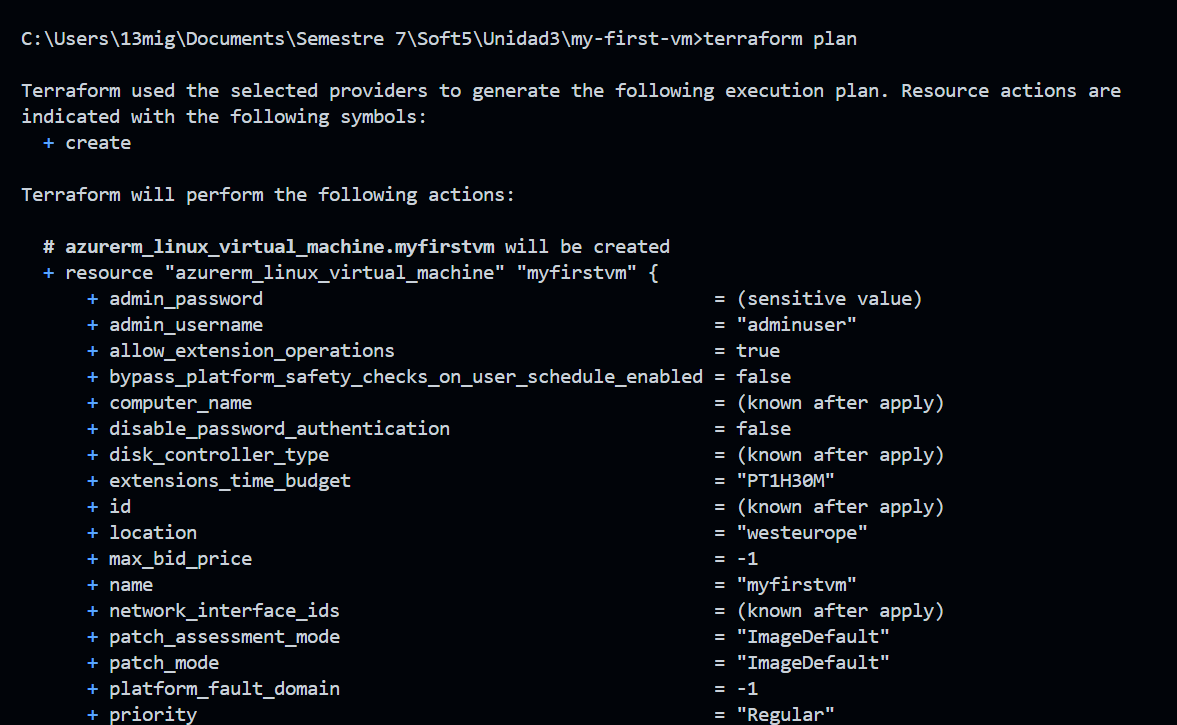 C:\Users\13mig\Documents\Semestre 7\Soft5\Unidad3\my-first-vm>terraform plan
Terraform used the selected providers to generate the following execution plan. Resource actions are
indicated with the following symbols:
+ create
Terraform will perform the following actions:
# azurerm_linux_virtual_machine.myfirstvm will be created
+ resource "azurerm_linux_virtual_machine" "myfirstvm" {
+ admin_password = (sensitive value)
+ admin_username = "adminuser"
+ allow_extension_operations = true
+ bypass_platform_safety_checks_on_user_schedule_enabled = false
+ computer_name = (known after apply)
+ disable_password_authentication = false
+ disk_controller_type = (known after apply)
+ extensions_time_budget = "PT1H30M"
+ id = (known after apply)
+ location = "westeurope"
+ max_bid_price = -1
+ name = "myfirstvm"
+ network_interface_ids = (known after apply)
+ patch_assessment_mode = "ImageDefault"
+ patch_mode = "ImageDefault"
+ platform_fault_domain = -1
+ priority = "Regular"